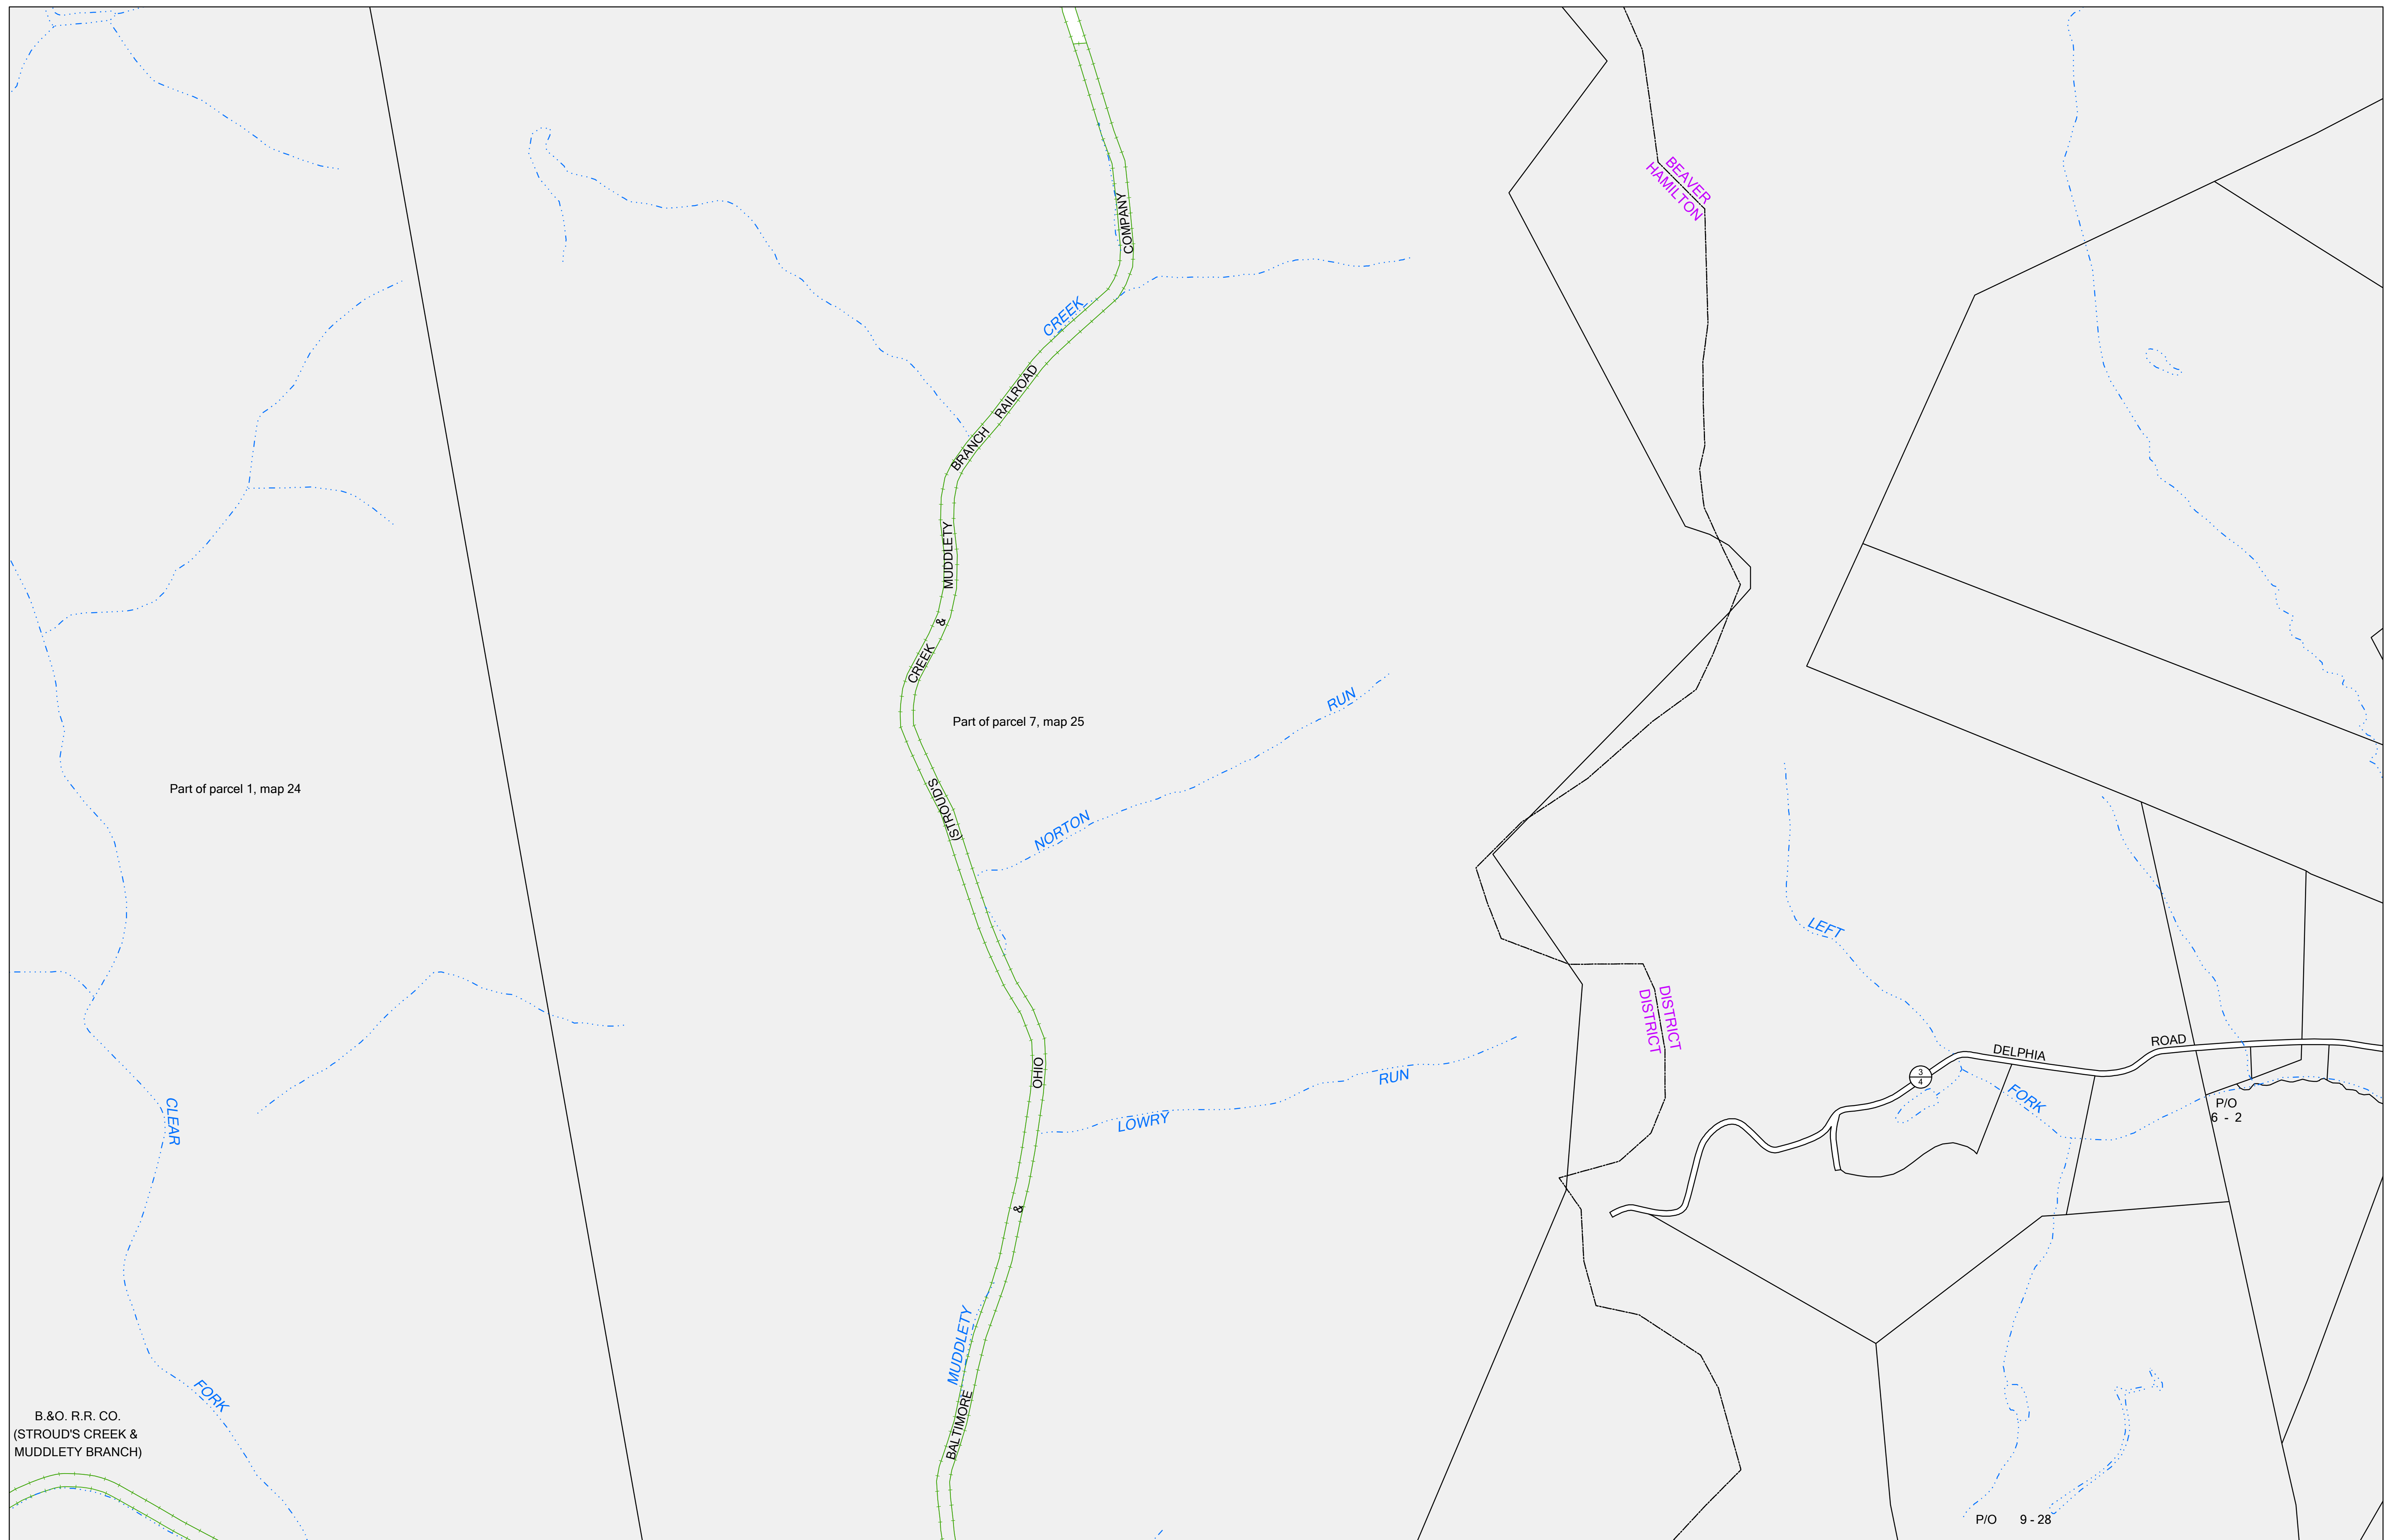 BEAVER
HAMILTON
COMPANY
CREEK
RAILROAD
BRANCH
MUDDLETY
&
CREEK
RUN
Part of parcel 7, map 25
Part of parcel 1, map 24
(STROUD'S
NORTON
LEFT
DISTRICT
DISTRICT
ROAD
DELPHIA
OHIO
3
4
RUN
FORK
P/O
6 - 2
LOWRY
CLEAR
&
MUDDLETY
FORK
BALTIMORE
B.&O. R.R. CO.
(STROUD'S CREEK &
MUDDLETY BRANCH)
P/O 9 - 28